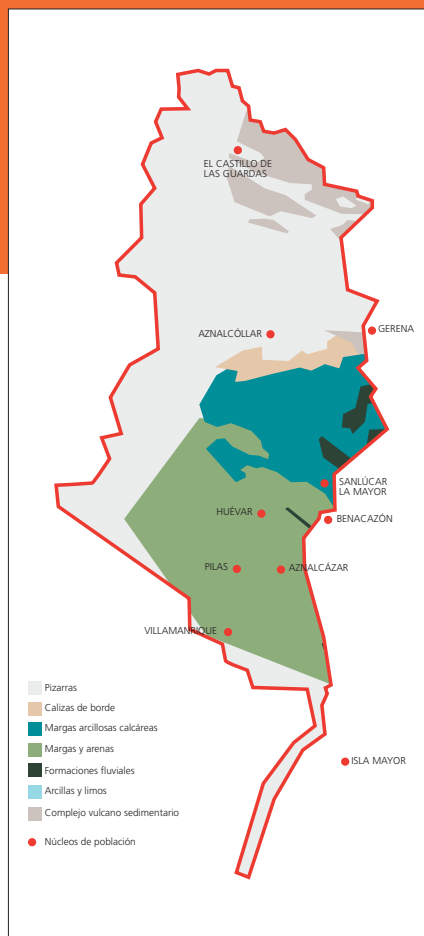 EL CASTILLO DE
LAS GUARDAS
AZNALCÓLLAR
GERENA
SANLÚCAR
LA MAYOR
HUÉVAR
BENACAZÓN
PILAS
AZNALCÁZAR
VILLAMANRIQUE
ISLA MAYOR
Pizarras
Calizas de borde
Margas arcillosas calcáreas
Margas y arenas
Formaciones fluviales
Arcillas y limos
Complejo vulcano sedimentario
Núcleos de población